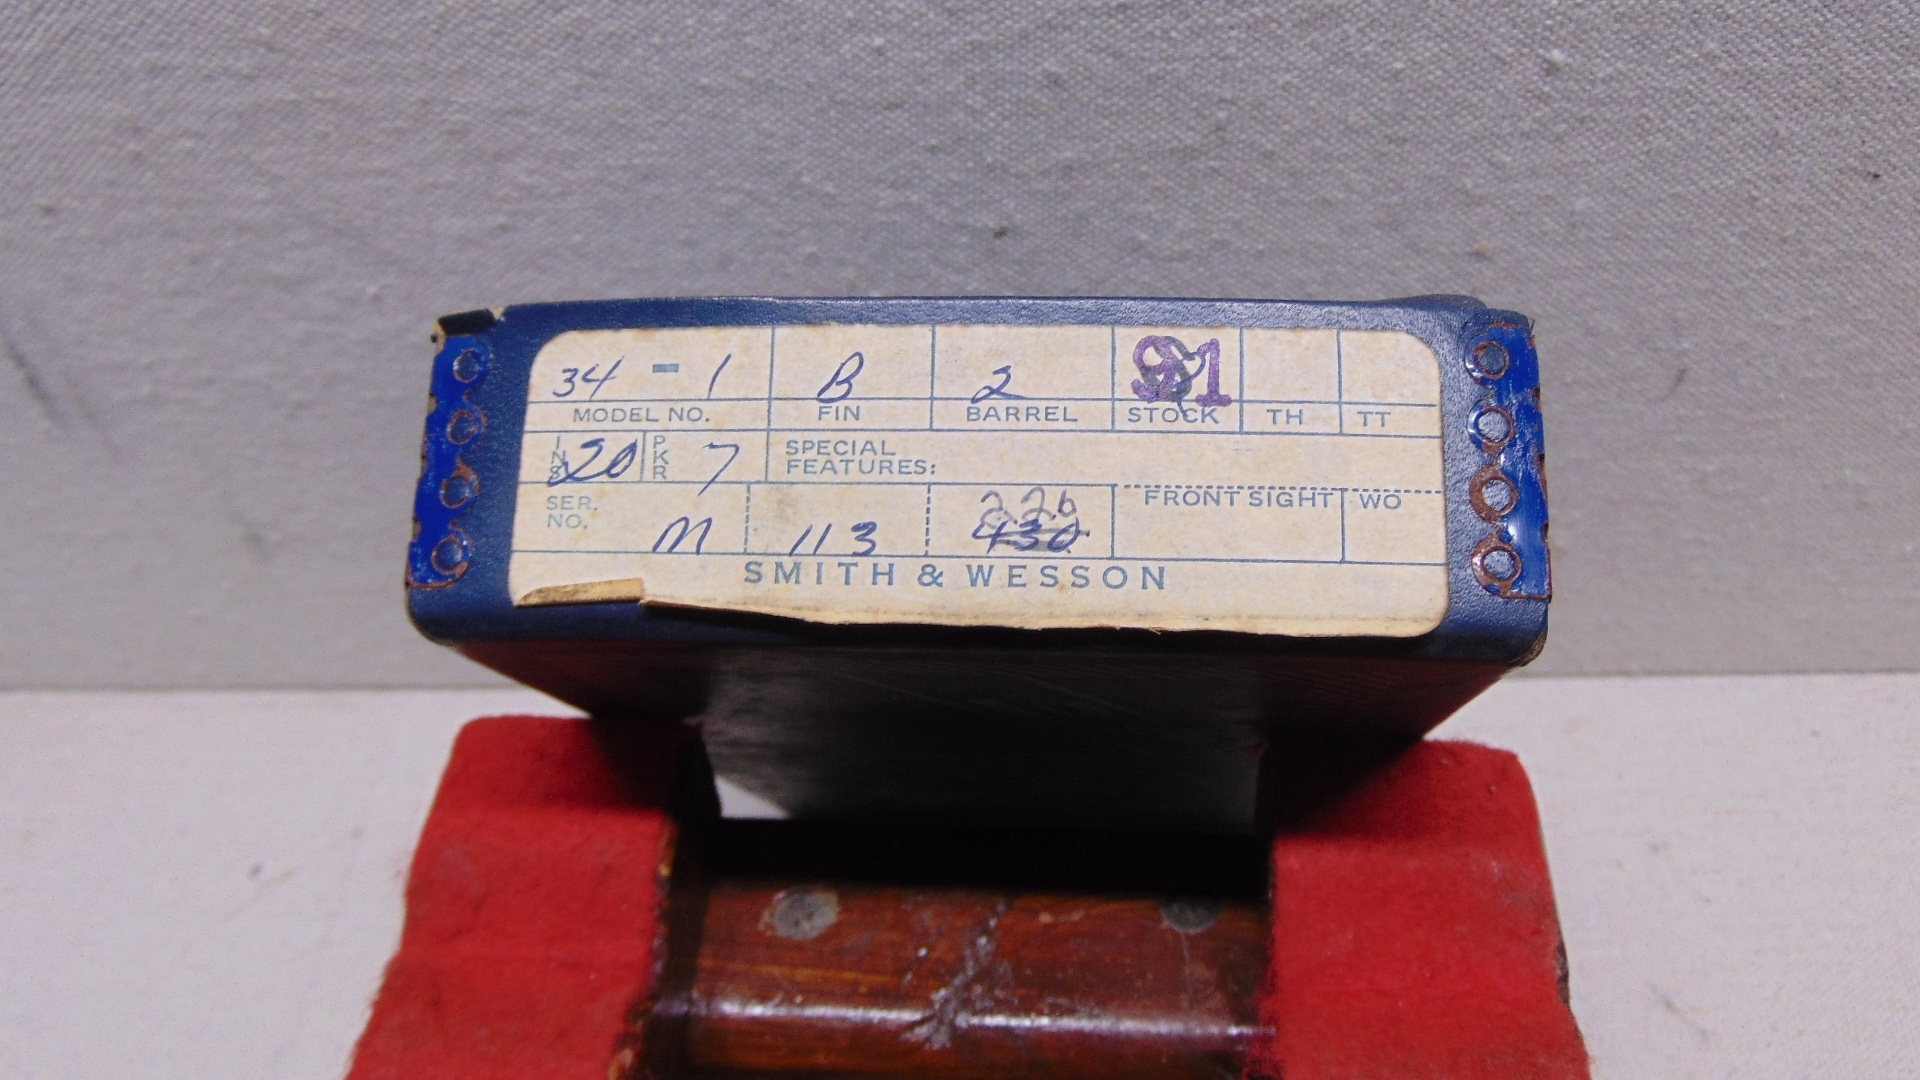 34 - 1 B 2
MODEL NO. FIN BARREL STOCK TH TT
INS 20 PKR 7 SPECIAL
FEATURES:
SER.
NO. M 113 226 430 FRONT SIGHT WO
SMITH & WESSON